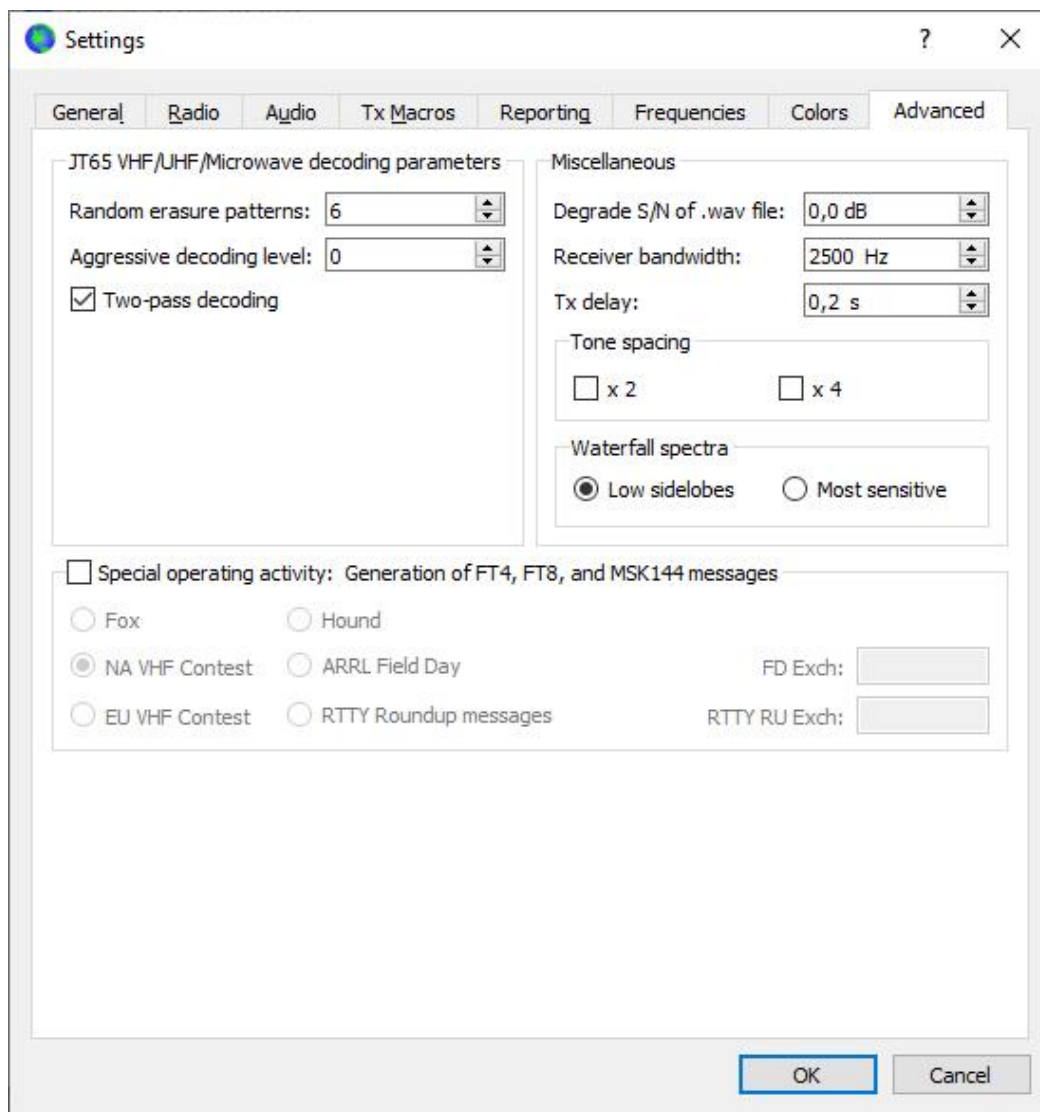 Settings
General Radio Audio Tx Macros Reporting Frequencies Colors Advanced
JT65 VHF/UHF/Microwave decoding parameters
Random erasure patterns: 6
Aggressive decoding level: 0
Two-pass decoding
Miscellaneous
Degrade S/N of .wav file: 0,0 dB
Receiver bandwidth: 2500 Hz
Tx delay: 0,2 s
Tone spacing
x 2 x 4
Waterfall spectra
Low sidelobes Most sensitive
Special operating activity: Generation of FT4, FT8, and MSK144 messages
Fox Hound
NA VHF Contest ARRL Field Day FD Exch:
EU VHF Contest RTTY Roundup messages RTTY RU Exch:
OK Cancel